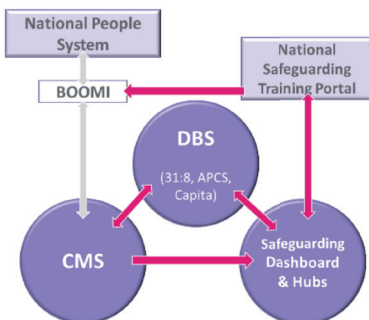 National People
System
National
Safeguarding
Training Portal
BOOMI
DBS
(31:8, APCS,
Capita)
CMS
Safeguarding
Dashboard
& Hubs